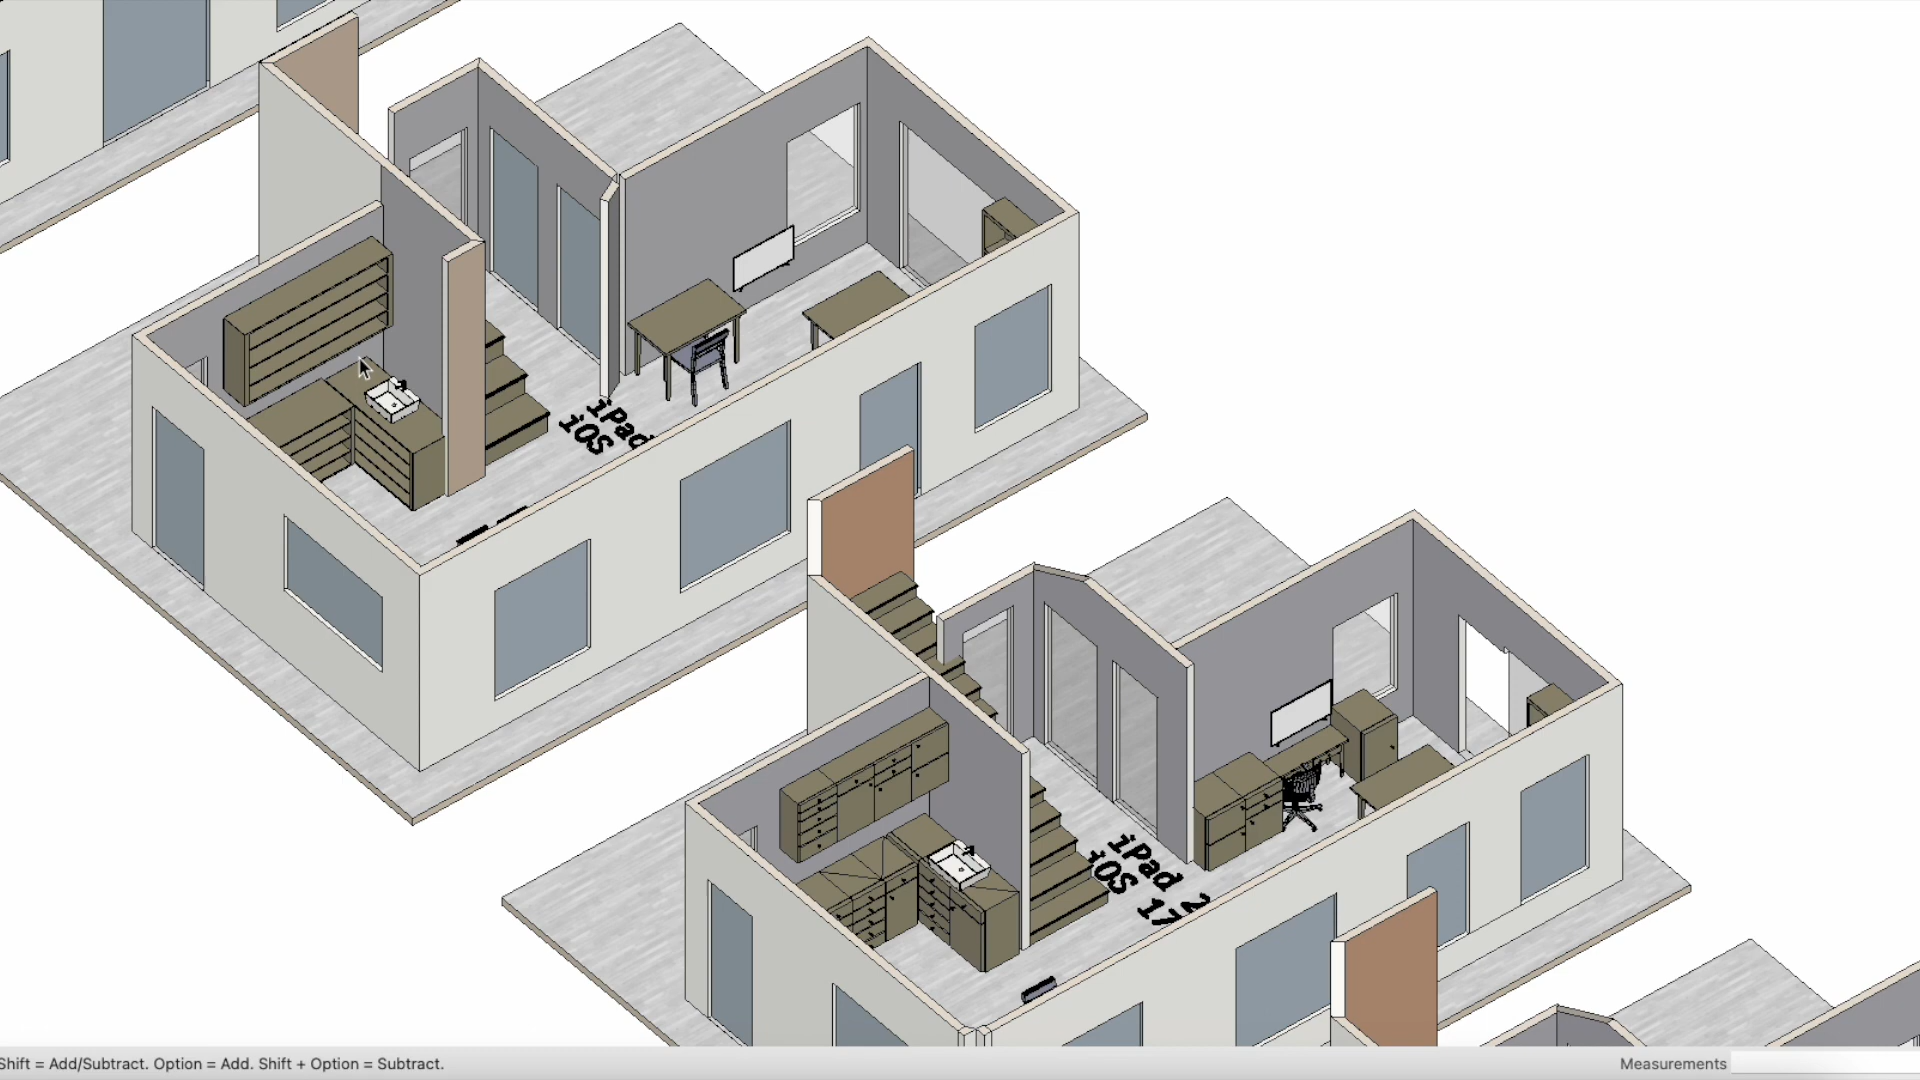 iPad
iOS
iPad 2
iOS 17
Shift = Add/Subtract. Option = Add. Shift + Option = Subtract.
Measurements